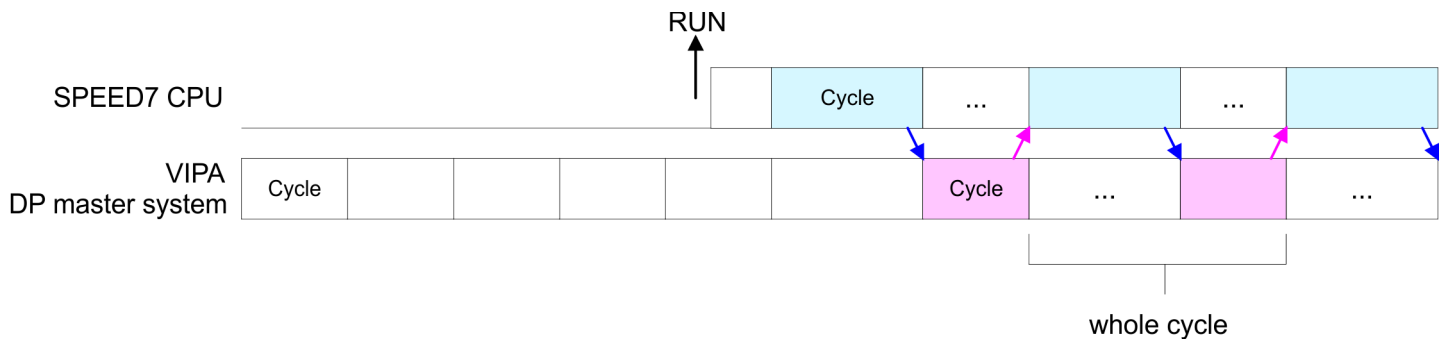 RUN
SPEED7 CPU
Cycle
...
...
VIPA
DP master system
Cycle
Cycle
...
...
whole cycle